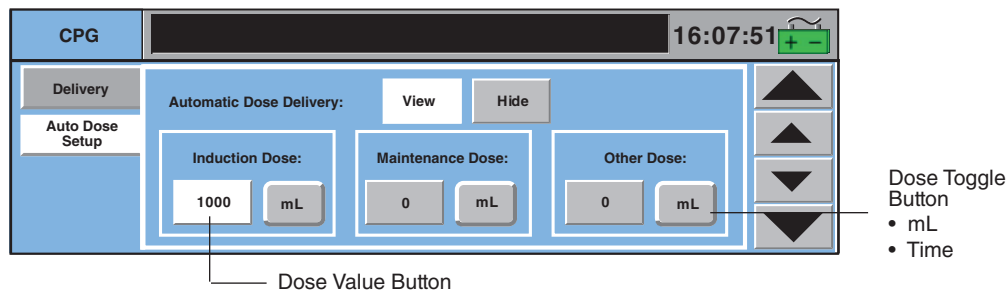 CPG
16:07:51
+ −
Delivery
Auto Dose
Setup
Automatic Dose Delivery:
View
Hide
Induction Dose:
1000
mL
Maintenance Dose:
0
mL
Other Dose:
0
mL
Dose Toggle
Button
• mL
• Time
Dose Value Button